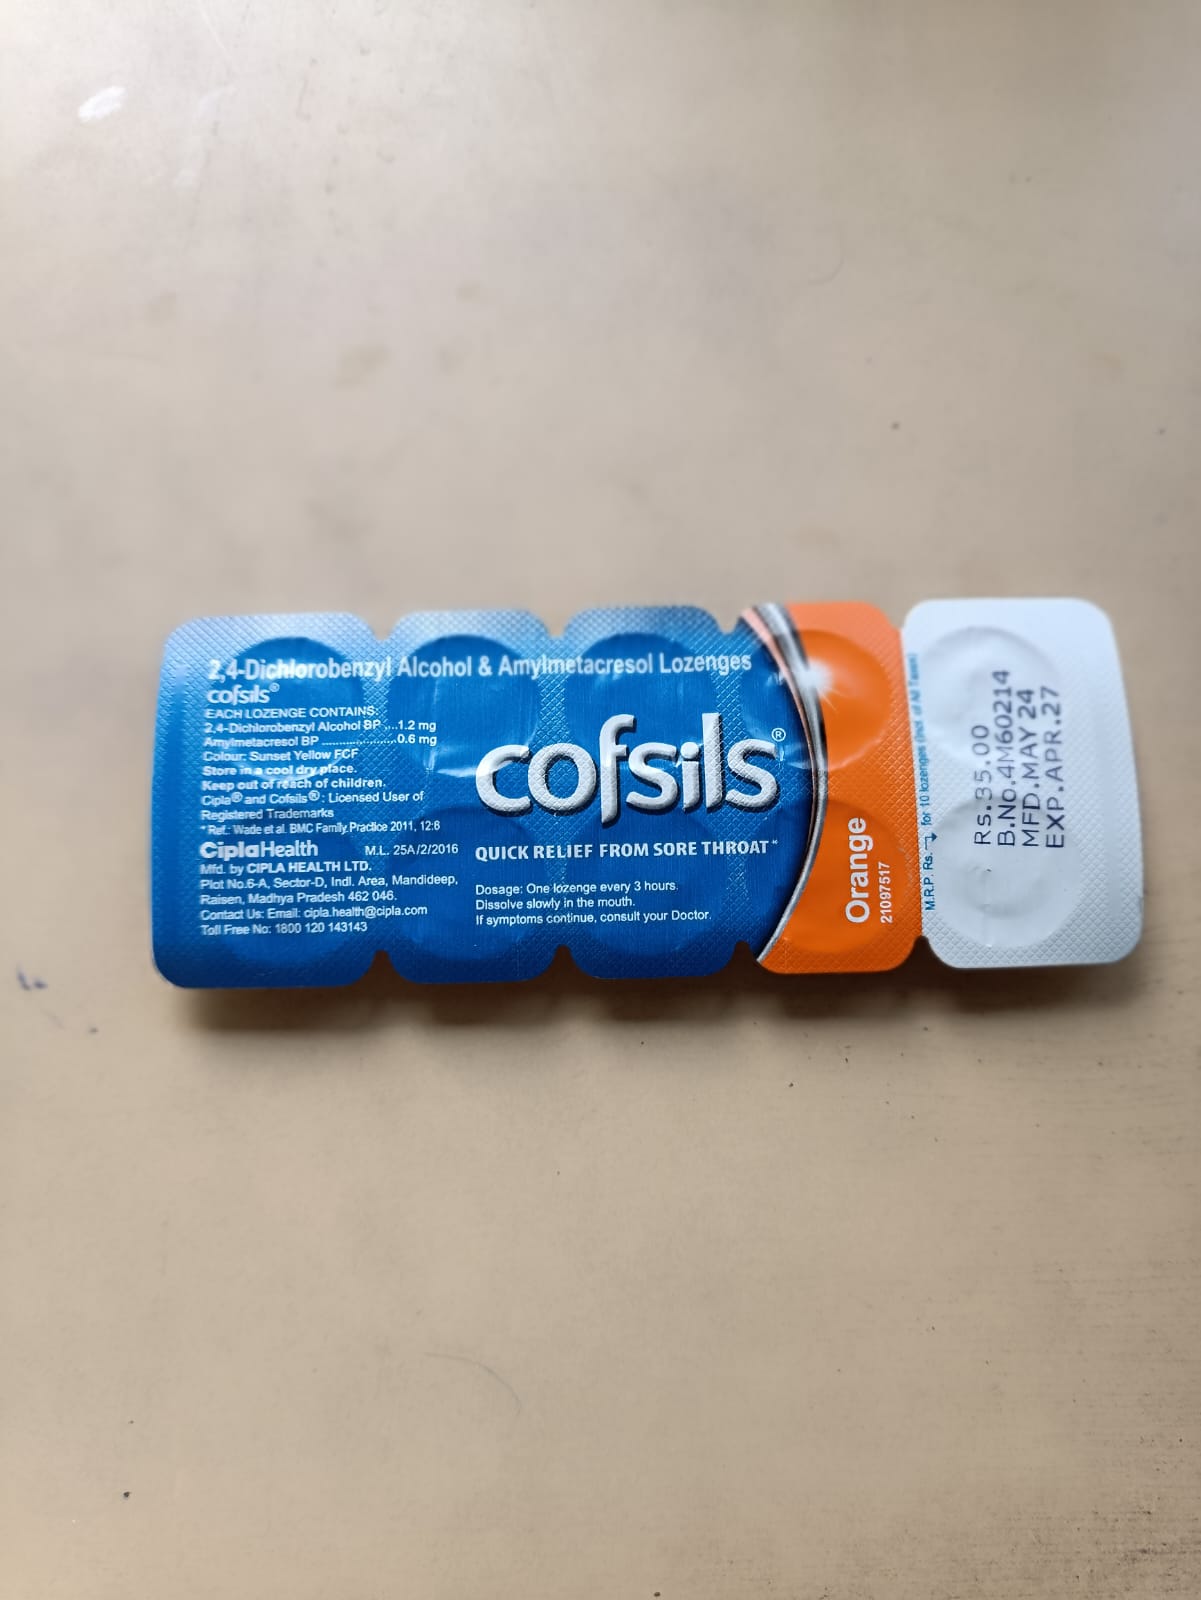 2,4-Dichlorobenzyl Alcohol & Amylmetacresol Lozenges
cofsils®
EACH LOZENGE CONTAINS:
2,4-Dichlorobenzyl Alcohol BP ....1.2 mg
Amylmetacresol BP ........................0.6 mg
Colour: Sunset Yellow FCF
Store in a cool dry place.
Keep out of reach of children.
Cipla® and Cofsils®: Licensed User of
Registered Trademarks
*Ref.: Wade et al. BMC Family Practice 2011, 12:6
CiplaHealth M.L. 25A/2/2016
Mfd. by CIPLA HEALTH LTD.
Plot No.6-A, Sector-D, Indl. Area, Mandideep,
Raisen, Madhya Pradesh 462 046.
Contact Us: Email: cipla.health@cipla.com
Toll Free No: 1800 120 143143
cofsils®
QUICK RELIEF FROM SORE THROAT*
Dosage: One lozenge every 3 hours.
Dissolve slowly in the mouth.
If symptoms continue, consult your Doctor.
Orange
21097517
M.R.P. Rs. for 10 lozenges (Incl. of All Taxes)
Rs.35.00
B.No.4M60214
MFD.MAY 24
EXP.APR.27